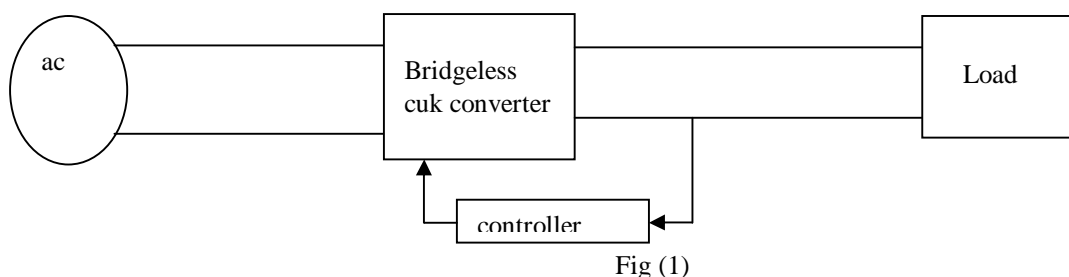 ac
Bridgeless
cuk converter
Load
controller
Fig (1)